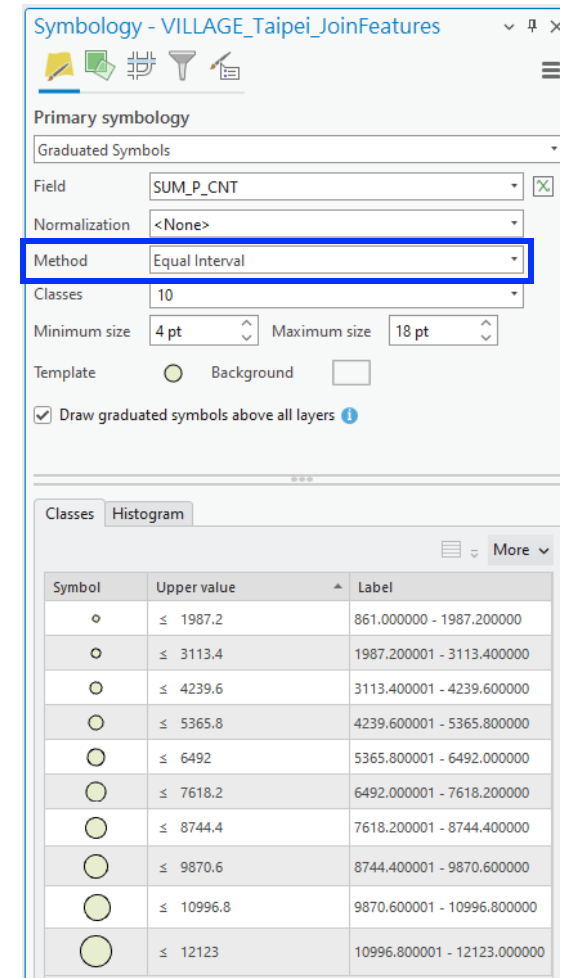 Symbology - VILLAGE_Taipei_JoinFeatures
Primary symbology
Graduated Symbols
Field SUM_P_CNT
Normalization <None>
Method Equal Interval
Classes 10
Minimum size 4 pt Maximum size 18 pt
Template Background
Draw graduated symbols above all layers
Classes Histogram
More
Symbol Upper value Label
≤ 1987.2 861.000000 - 1987.200000
≤ 3113.4 1987.200001 - 3113.400000
≤ 4239.6 3113.400001 - 4239.600000
≤ 5365.8 4239.600001 - 5365.800000
≤ 6492 5365.800001 - 6492.000000
≤ 7618.2 6492.000001 - 7618.200000
≤ 8744.4 7618.200001 - 8744.400000
≤ 9870.6 8744.400001 - 9870.600000
≤ 10996.8 9870.600001 - 10996.800000
≤ 12123 10996.800001 - 12123.000000